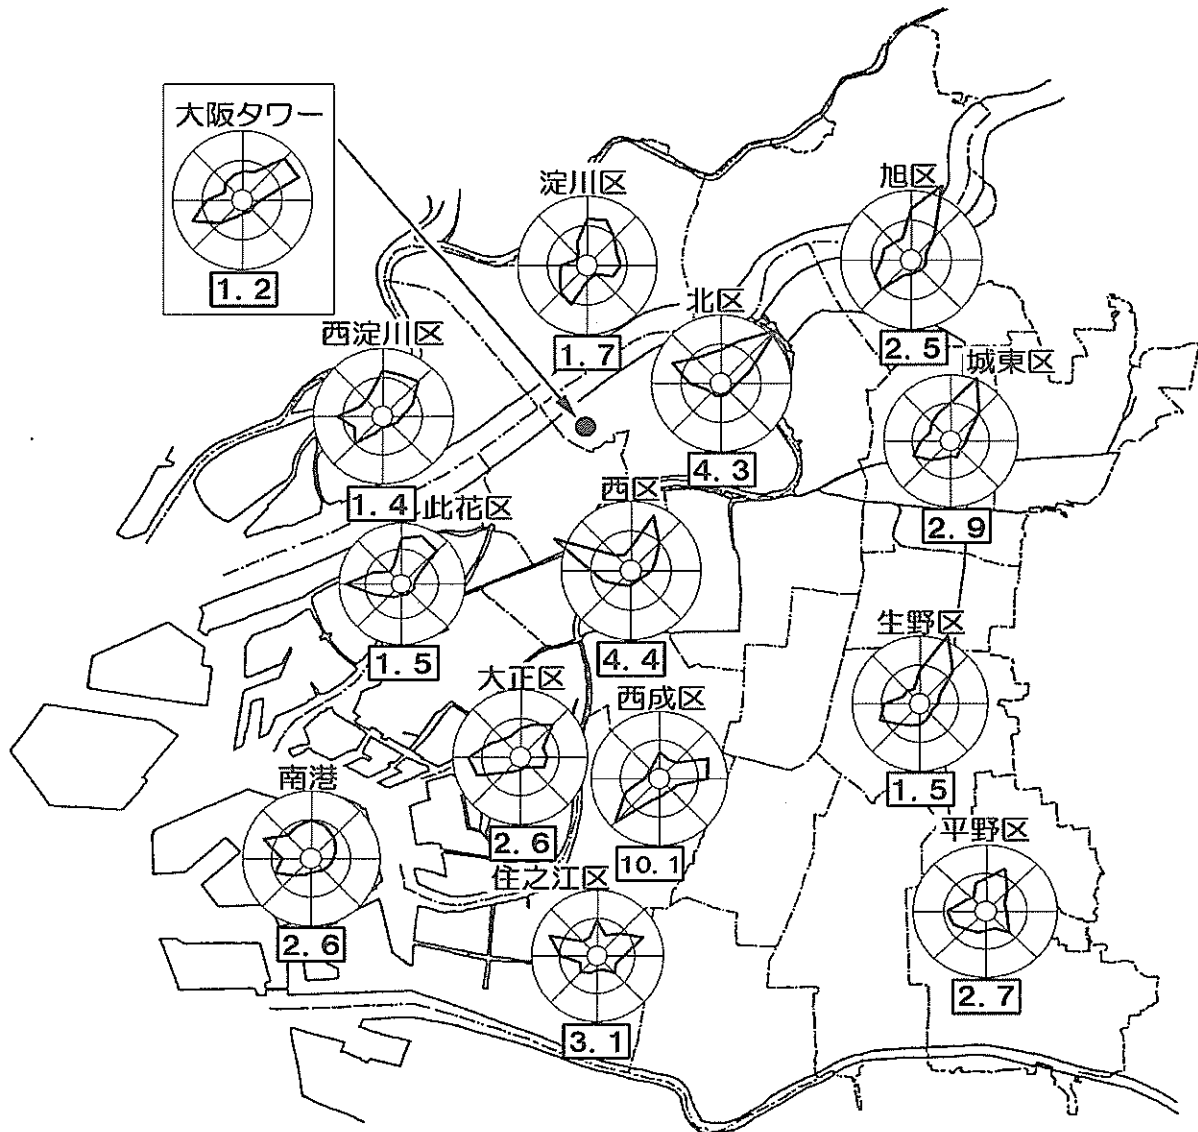 大阪タワー
1.2
淀川区
1.7
旭区
2.5
西淀川区
1.4
北区
4.3
城東区
2.9
此花区
1.5
西区
4.4
生野区
1.5
大正区
2.6
西成区
10.1
南港
2.6
住之江区
3.1
平野区
2.7